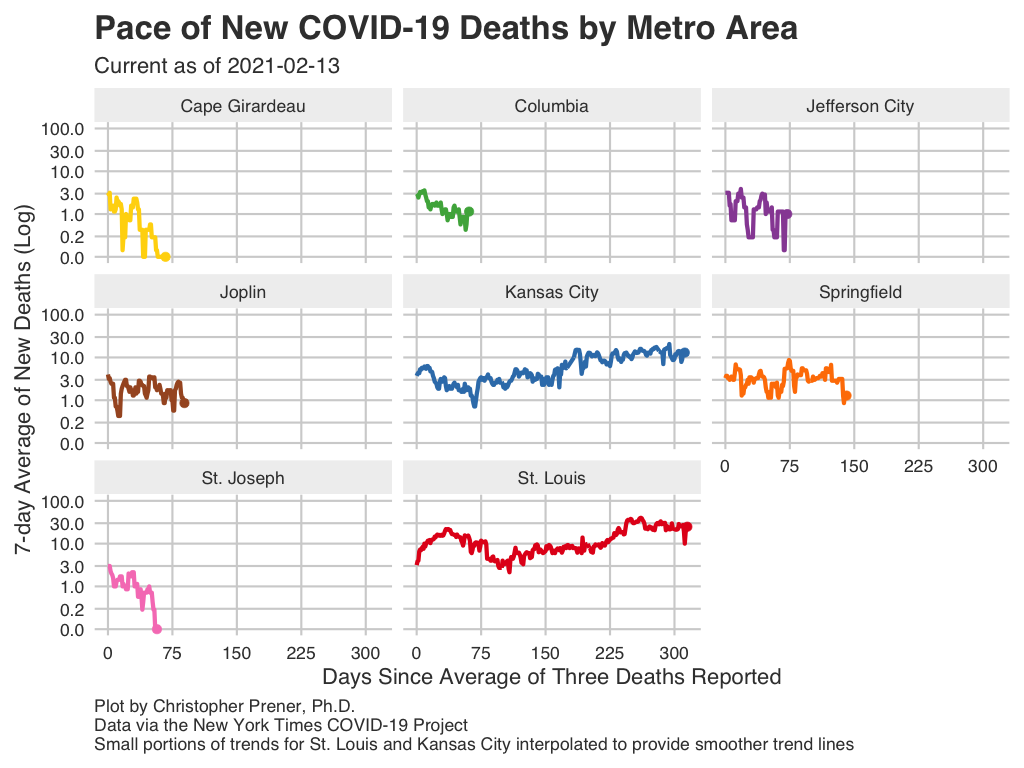 Pace of New COVID-19 Deaths by Metro Area
Current as of 2021-02-13
Cape Girardeau
Columbia
Jefferson City
100.0
30.0
10.0
3.0
1.0
0.2
0.0
Joplin
Kansas City
Springfield
100.0
30.0
10.0
3.0
1.0
0.2
0.0
0 75 150 225 300
St. Joseph
St. Louis
100.0
30.0
10.0
3.0
1.0
0.2
0.0
0 75 150 225 300
0 75 150 225 300
7-day Average of New Deaths (Log)
Days Since Average of Three Deaths Reported
Plot by Christopher Prener, Ph.D.
Data via the New York Times COVID-19 Project
Small portions of trends for St. Louis and Kansas City interpolated to provide smoother trend lines